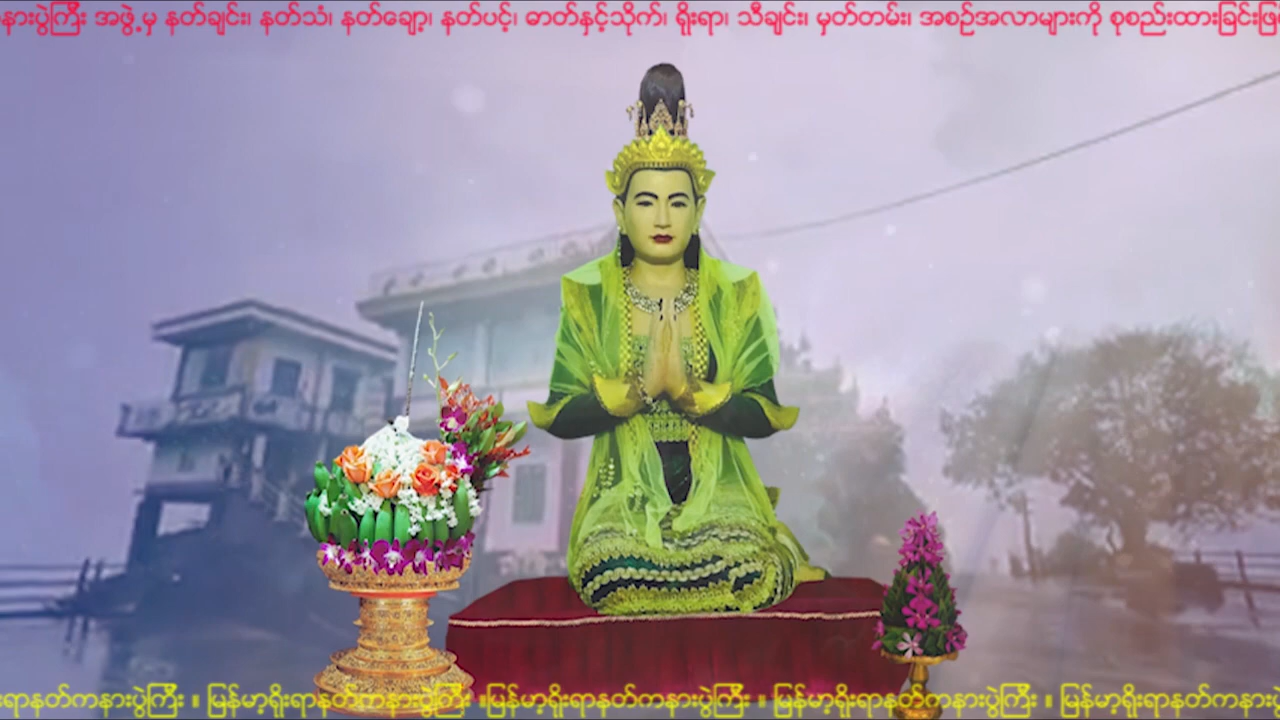 နားပွဲကြီး အဖွဲ့မှ နတ်ချင်း၊ နတ်သံ၊ နတ်ချော့၊ နတ်ပင့်၊ ဓာတ်နှင့်သိုက်၊ ရိုးရာ၊ သီချင်း၊ မှတ်တမ်း၊ အစဉ်အလာများကို စုစည်းထားခြင်းဖြ
ရာနတ်ကနားပွဲကြီး ။ မြန်မာ့ရိုးရာနတ်ကနားပွဲကြီး ။မြန်မာ့ရိုးရာနတ်ကနားပွဲကြီး ။ မြန်မာ့ရိုးရာနတ်ကနားပွဲကြီး ။ မြန်မာ့ရိုးရာနတ်ကနားပွဲ